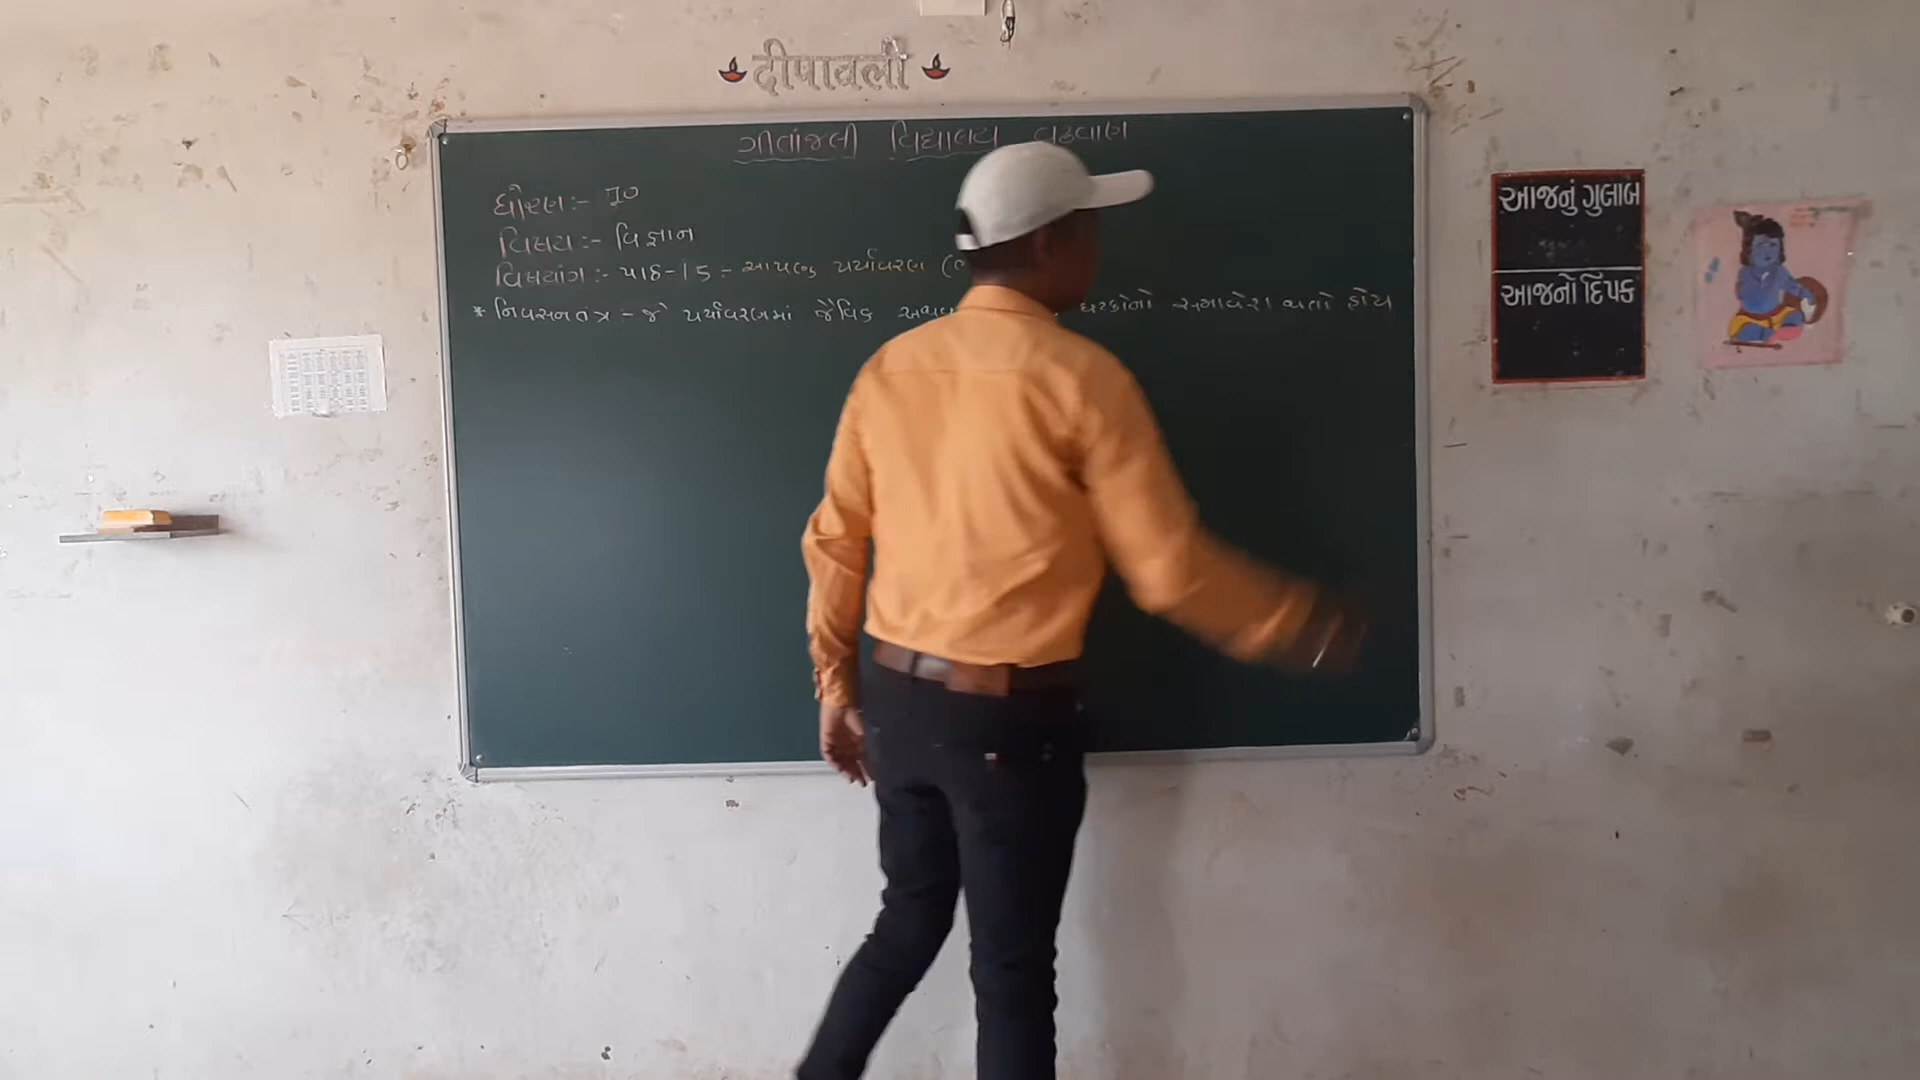 दीपावली
ગીતાંજલી વિદ્યાલય વઢવાણ
ધોરણ :- 10
વિષય :- વિજ્ઞાન
વિષયાંગ :- પાઠ-15 - આપણું પર્યાવરણ (
* નિવસનતંત્ર - જે પર્યાવરણમાં જૈવિક ઘટકોનો સમાવેશ થતો હોય
આજનું ગુલાબ
આજનો દિપક